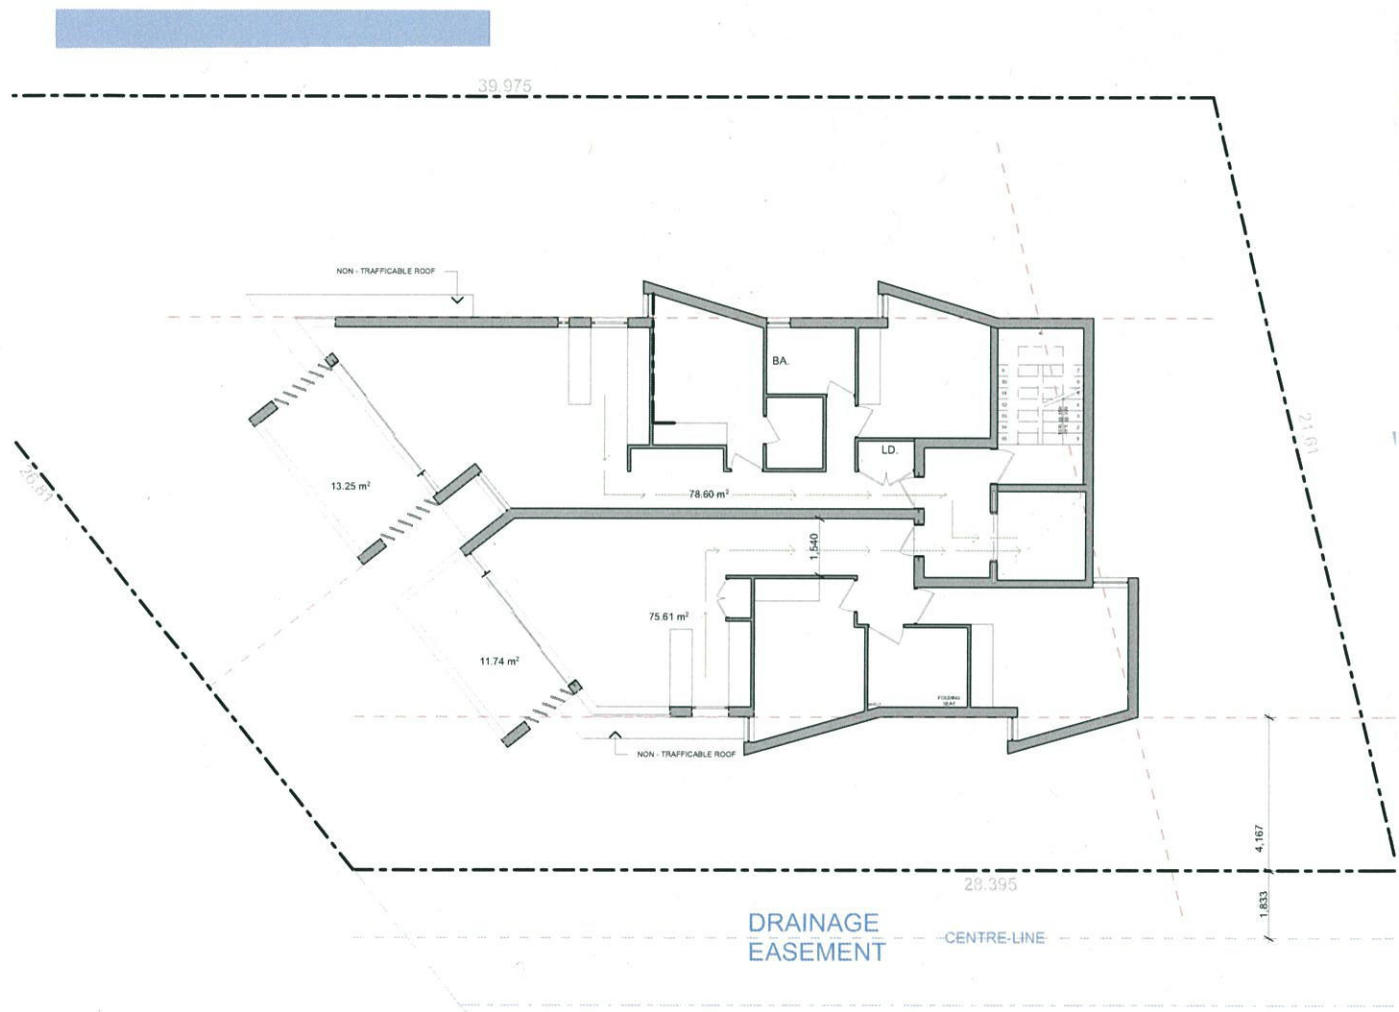 39.975
NON - TRAFFICABLE ROOF
BA.
21.61
LD.
26.81
13.25 m²
78.60 m²
1,540
75.61 m²
11.74 m²
FOLDING
SEAT
NON - TRAFFICABLE ROOF
4,167
28.395
1,833
DRAINAGE
EASEMENT
CENTRE-LINE